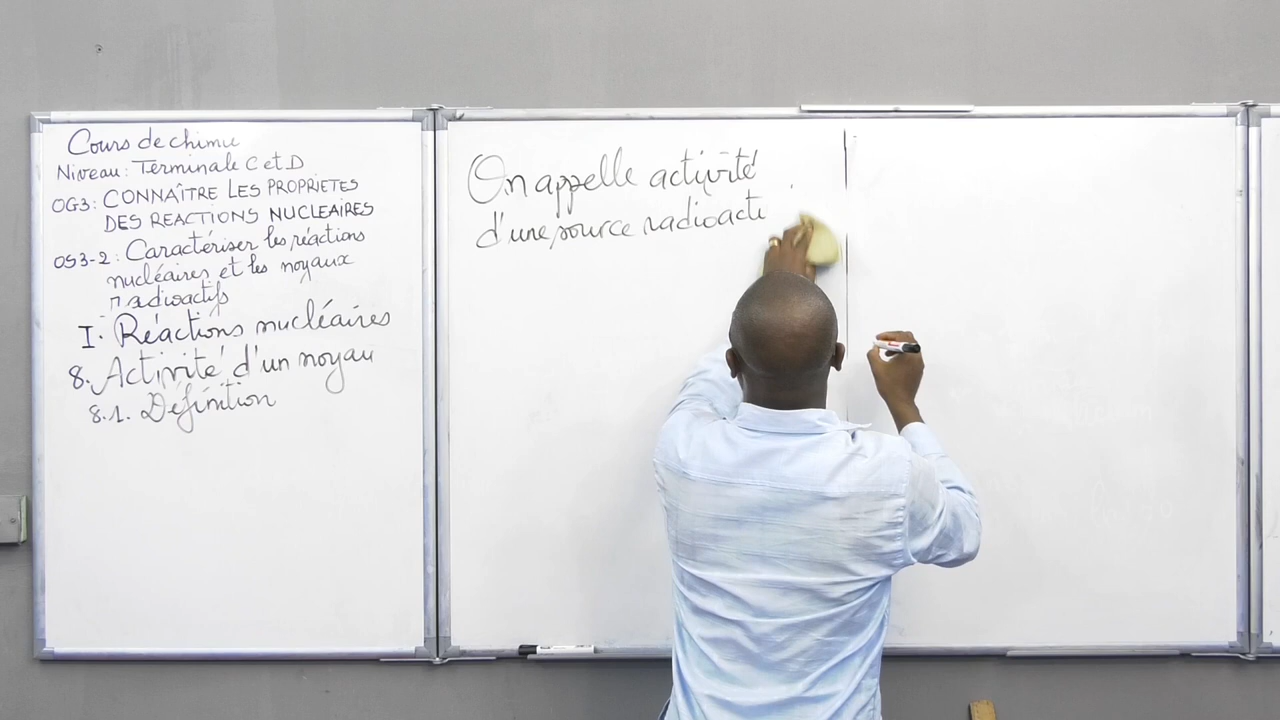 Cours de chimie
Niveau: Terminale C et D
OG3: CONNAÎTRE LES PROPRIETES
DES REACTIONS NUCLEAIRES
OS3-2: Caractériser les réactions
nucléaires et les noyaux
radioactifs
I. Réactions nucléaires
8. Activité d'un noyau
8.1. Définition
On appelle activité
d'une source radioacti